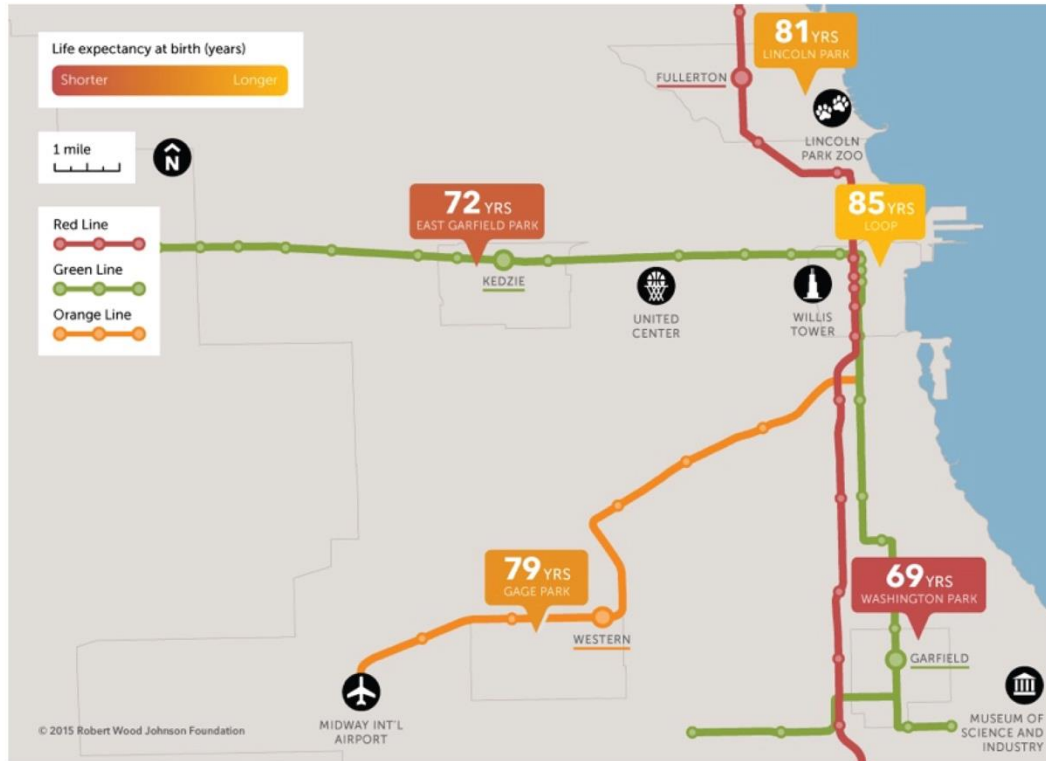 Life expectancy at birth (years)
Shorter Longer
1 mile
N
Red Line
Green Line
Orange Line
81 YRS
LINCOLN PARK
FULLERTON
LINCOLN
PARK ZOO
72 YRS
EAST GARFIELD PARK
KEDZIE
85 YRS
LOOP
UNITED
CENTER
WILLIS
TOWER
79 YRS
GAGE PARK
WESTERN
69 YRS
WASHINGTON PARK
GARFIELD
MIDWAY INT'L
AIRPORT
MUSEUM OF
SCIENCE AND
INDUSTRY
© 2015 Robert Wood Johnson Foundation